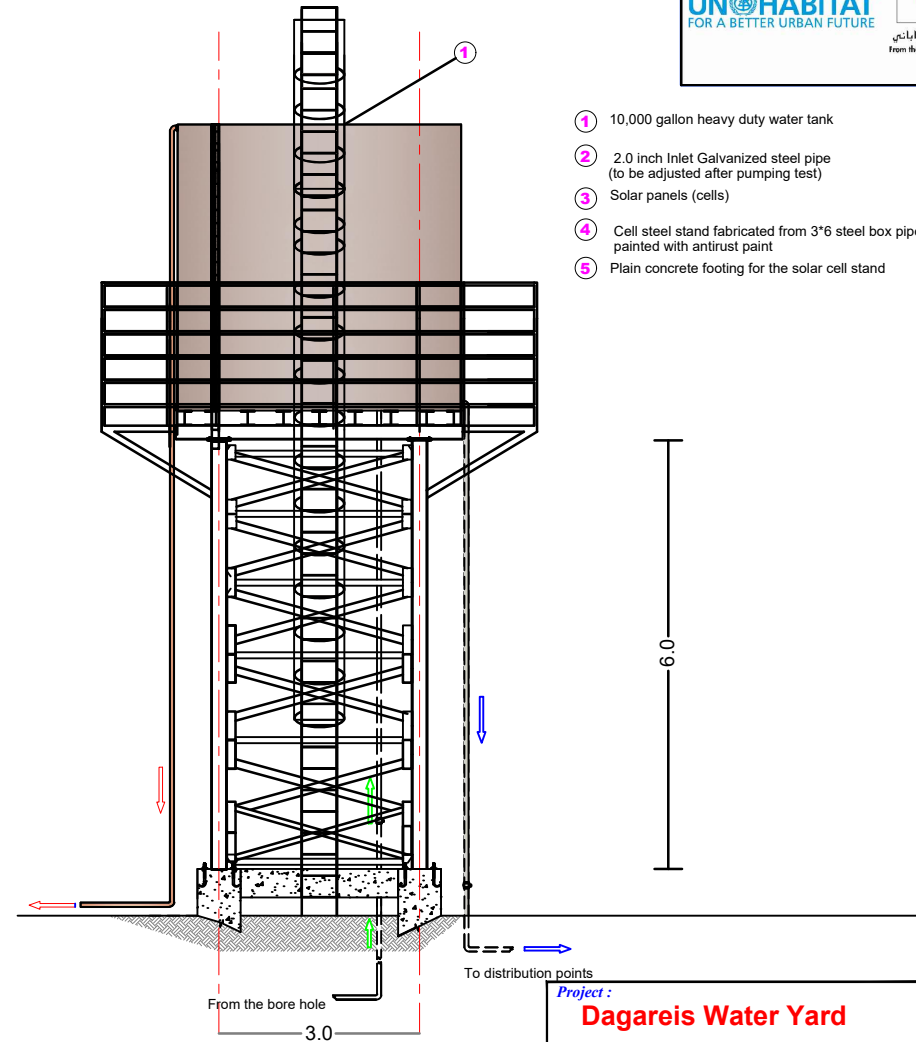 UN HABITAT
FOR A BETTER URBAN FUTURE
From the
1
1 10,000 gallon heavy duty water tank
2 2.0 inch Inlet Galvanized steel pipe
(to be adjusted after pumping test)
3 Solar panels (cells)
4 Cell steel stand fabricated from 3*6 steel box pipe
painted with antirust paint
5 Plain concrete footing for the solar cell stand
6.0
To distribution points
From the bore hole
3.0
Project :
Dagareis Water Yard